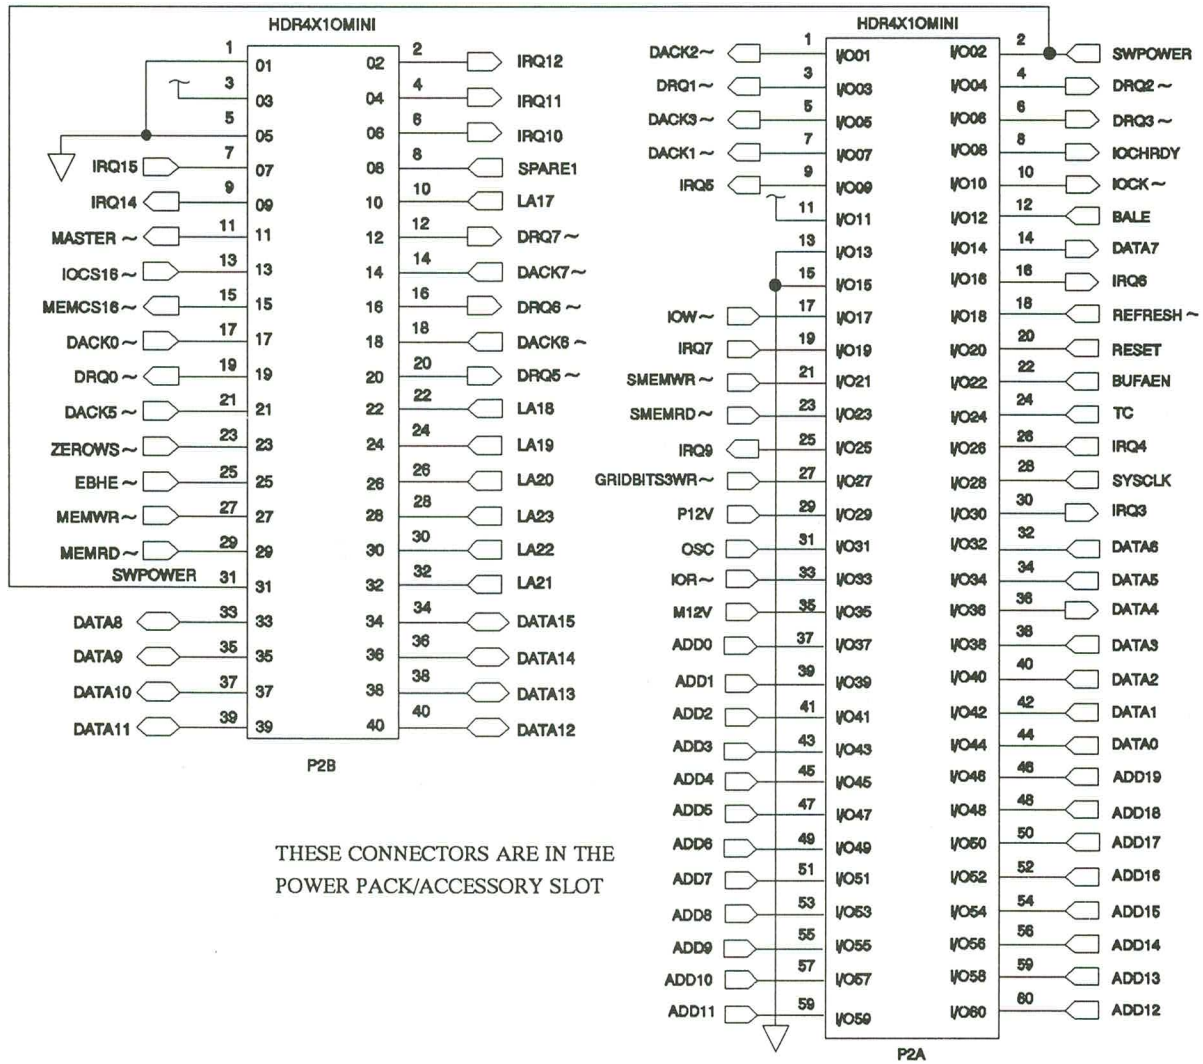 HDR4X1OMINI
1 01 02 2 IRQ12
3 03 04 4 IRQ11
5 05 06 6 IRQ10
IRQ15 7 07 08 8 SPARE1
IRQ14 9 09 10 10 LA17
MASTER~ 11 11 12 12 DRQ7~
IOCS16~ 13 13 14 14 DACK7~
MEMCS16~ 15 15 16 16 DRQ6~
DACK0~ 17 17 18 18 DACK6~
DRQ0~ 19 19 20 20 DRQ5~
DACK5~ 21 21 22 22 LA18
ZEROWS~ 23 23 24 24 LA19
EBHE~ 25 25 26 26 LA20
MEMWR~ 27 27 28 28 LA23
MEMRD~ 29 29 30 30 LA22
SWPOWER 31 31 32 32 LA21
DATA8 33 33 34 34 DATA15
DATA9 35 35 36 36 DATA14
DATA10 37 37 38 38 DATA13
DATA11 39 39 40 40 DATA12
P2B
THESE CONNECTORS ARE IN THE
POWER PACK/ACCESSORY SLOT
HDR4X1OMINI
DACK2~ 1 I/O01 I/O02 2 SWPOWER
DRQ1~ 3 I/O03 I/O04 4 DRQ2~
DACK3~ 5 I/O05 I/O06 6 DRQ3~
DACK1~ 7 I/O07 I/O08 8 IOCHRDY
IRQ5 9 I/O09 I/O10 10 IOCK~
11 I/O11 I/O12 12 BALE
13 I/O13 I/O14 14 DATA7
15 I/O15 I/O16 16 IRQ6
IOW~ 17 I/O17 I/O18 18 REFRESH~
IRQ7 19 I/O19 I/O20 20 RESET
SMEMWR~ 21 I/O21 I/O22 22 BUFAEN
SMEMRD~ 23 I/O23 I/O24 24 TC
IRQ9 25 I/O25 I/O26 26 IRQ4
GRIDBITS3WR~ 27 I/O27 I/O28 28 SYSCLK
P12V 29 I/O29 I/O30 30 IRQ3
OSC 31 I/O31 I/O32 32 DATA6
IOR~ 33 I/O33 I/O34 34 DATA5
M12V 35 I/O35 I/O36 36 DATA4
ADD0 37 I/O37 I/O38 38 DATA3
ADD1 39 I/O39 I/O40 40 DATA2
ADD2 41 I/O41 I/O42 42 DATA1
ADD3 43 I/O43 I/O44 44 DATA0
ADD4 45 I/O45 I/O46 46 ADD19
ADD5 47 I/O47 I/O48 48 ADD18
ADD6 49 I/O49 I/O50 50 ADD17
ADD7 51 I/O51 I/O52 52 ADD16
ADD8 53 I/O53 I/O54 54 ADD15
ADD9 55 I/O55 I/O56 56 ADD14
ADD10 57 I/O57 I/O58 59 ADD13
ADD11 59 I/O59 I/O60 60 ADD12
P2A